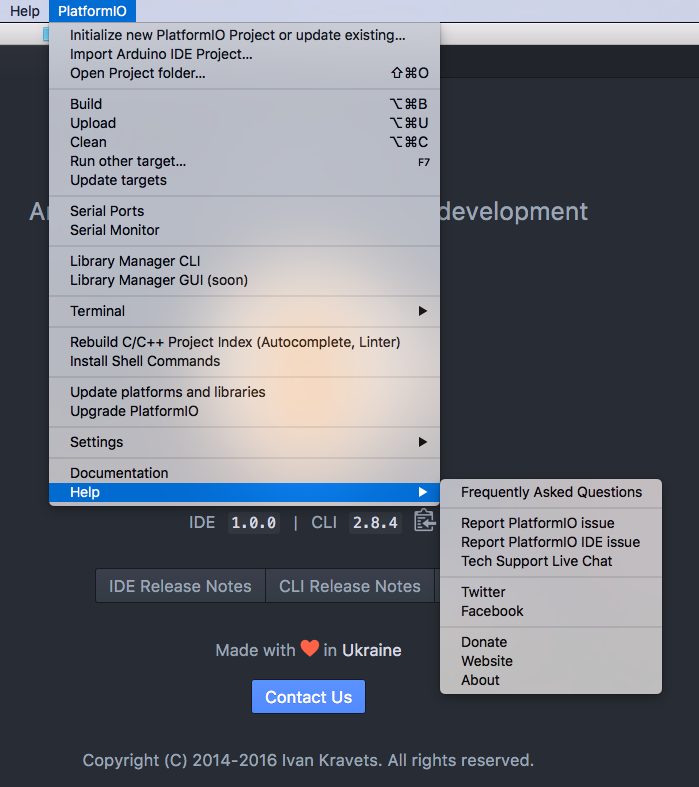 Help PlatformIO
Initialize new PlatformIO Project or update existing...
Import Arduino IDE Project...
Open Project folder... ⇧⌘O
Build ⌥⌘B
Upload ⌥⌘U
Clean ⌥⌘C
Run other target... F7
Update targets
Serial Ports
development
Serial Monitor
Library Manager CLI
Library Manager GUI (soon)
Terminal
Rebuild C/C++ Project Index (Autocomplete, Linter)
Install Shell Commands
Update platforms and libraries
Upgrade PlatformIO
Settings
Documentation
Help
Frequently Asked Questions
Report PlatformIO issue
Report PlatformIO IDE issue
Tech Support Live Chat
Twitter
Facebook
Donate
Website
About
IDE 1.0.0 | CLI 2.8.4
IDE Release Notes CLI Release Notes
Made with ❤ in Ukraine
Contact Us
Copyright (C) 2014-2016 Ivan Kravets. All rights reserved.